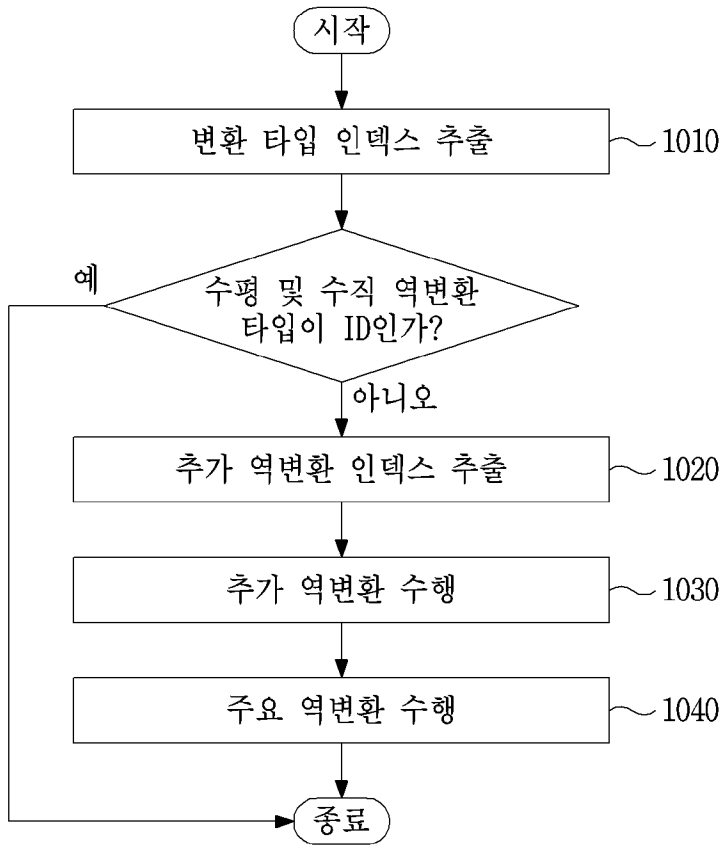 시작
변환 타입 인덱스 추출
1010
예
수평 및 수직 역변환
타입이 ID인가?
아니오
추가 역변환 인덱스 추출
1020
추가 역변환 수행
1030
주요 역변환 수행
1040
종료